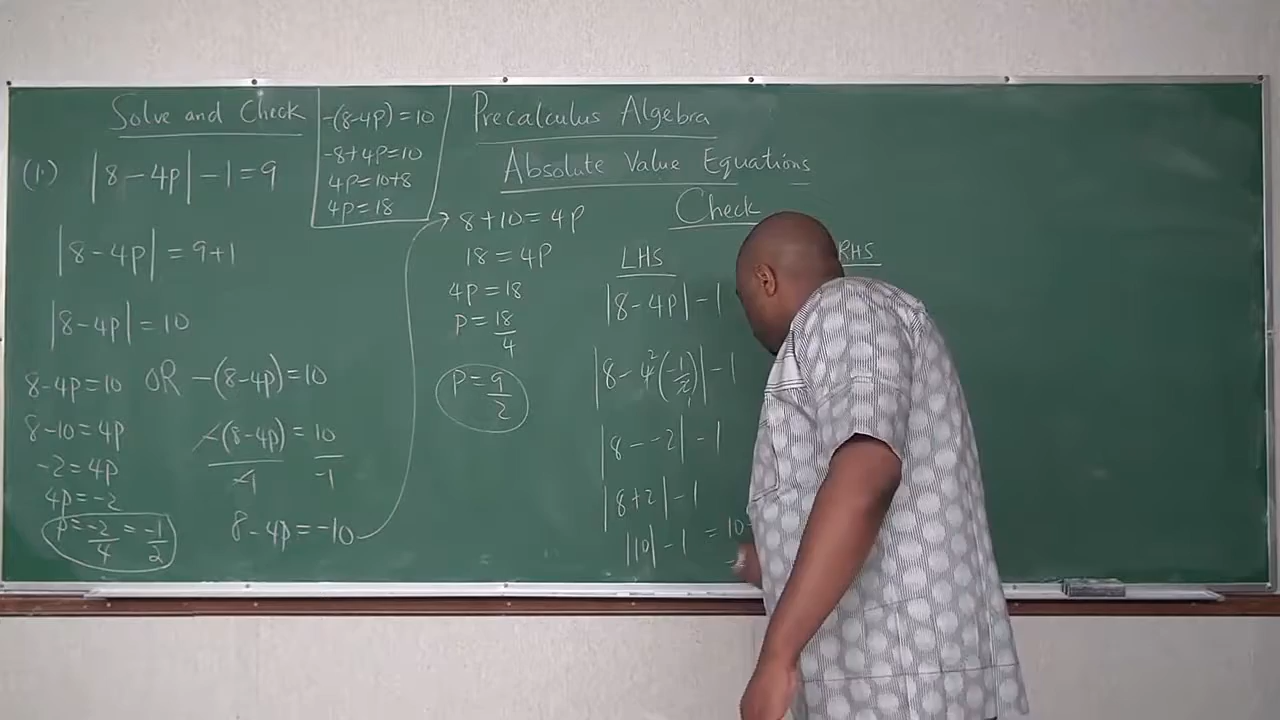 Solve and Check
(1.) |8-4p|-1=9
|8-4p|=9+1
|8-4p|=10
8-4p=10 OR -(8-4p)=10
8-10=4p
-2=4p
4p=-2
p=-2/4=-1/2
-(8-4p)/-1=10/-1
8-4p=-10
-(8-4p)=10
-8+4p=10
4p=10+8
4p=18
Precalculus Algebra
Absolute Value Equations
8+10=4p
18=4p
4p=18
p=18/4
p=9/2
Check
LHS
|8-4p|-1
|8-4²(-1/2₁)|-1
|8--2|-1
|8+2|-1
|10|-1 =10
RHS